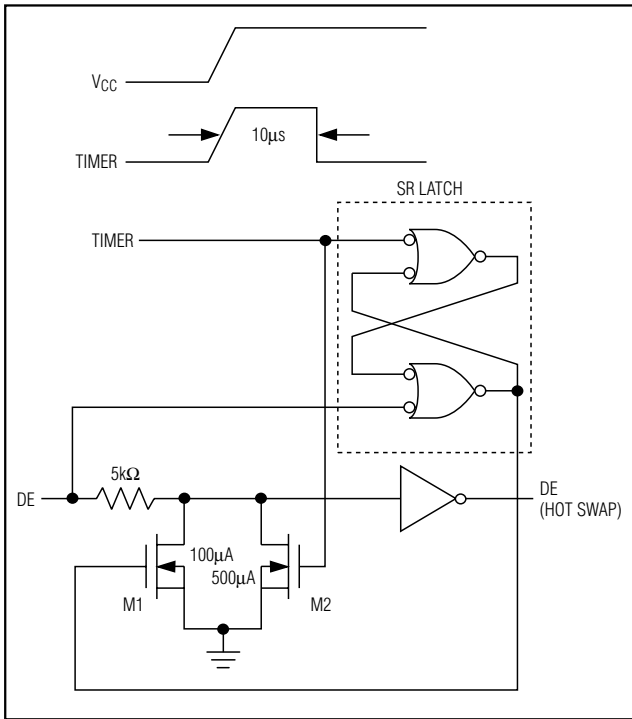 VCC
10μs
TIMER
SR LATCH
TIMER
5kΩ
DE
DE
(HOT SWAP)
100μA
500μA
M1
M2